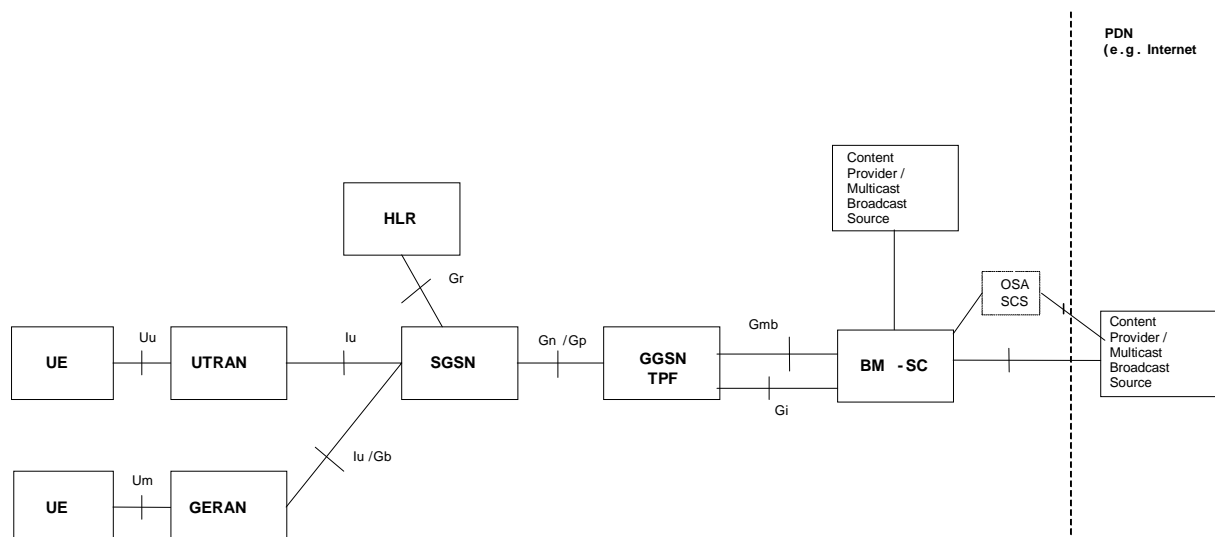 PDN
(e.g. Internet
Content
Provider /
Multicast
Broadcast
Source
HLR
Gr
OSA
SCS
UE
Uu
UTRAN
Iu
SGSN
Gn /Gp
GGSN
TPF
Gmb
Gi
BM -SC
Content
Provider /
Multicast
Broadcast
Source
Iu /Gb
UE
Um
GERAN